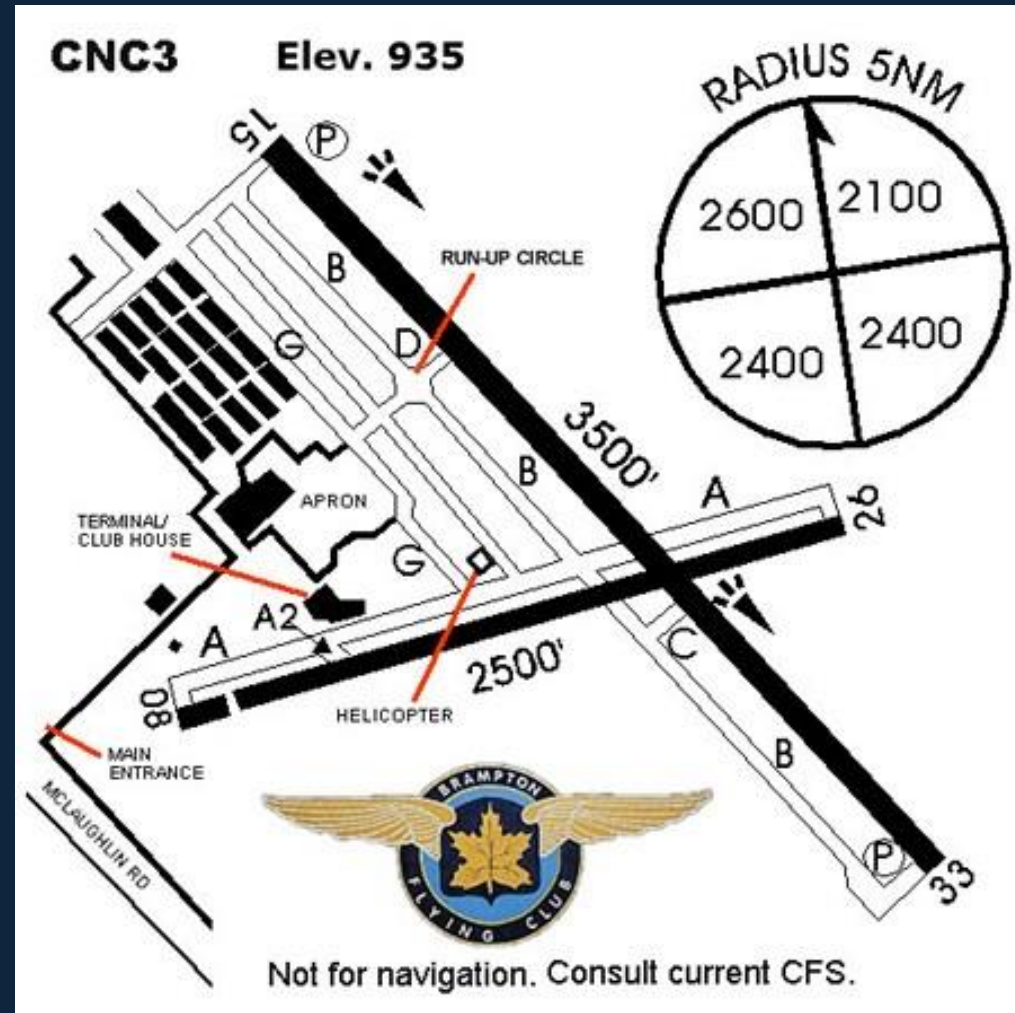 CNC3 Elev. 935
RADIUS 5NM
15
P
2600 2100
2400 2400
B
RUN-UP CIRCLE
D
G
3500'
B
A
26
APRON
TERMINAL/
CLUB HOUSE
G
A2
A
C
2500'
08
HELICOPTER
MAIN
ENTRANCE
B
MCLAUGHLIN RD
P
33
BRAMPTON
FLYING CLUB
Not for navigation. Consult current CFS.